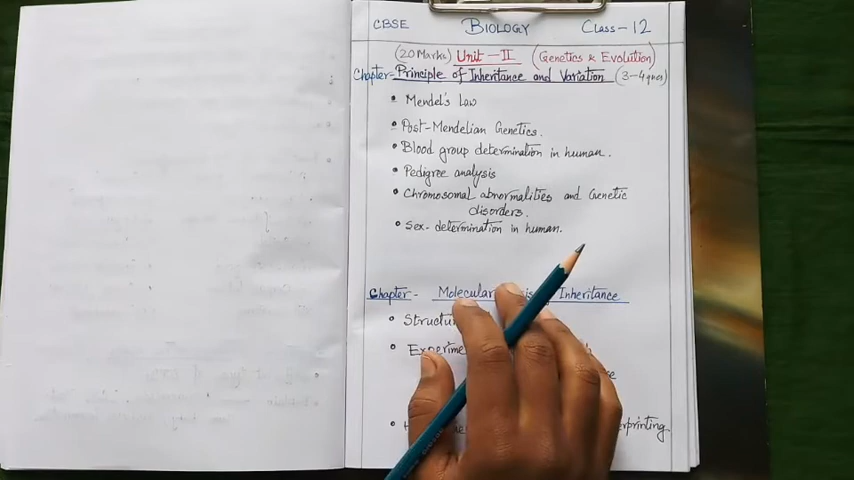 CBSE Biology Class-12
(20 Marks) Unit-II (Genetics & Evolution)
Chapter- Principle of Inheritance and Variation (3-4 ques)
• Mendel's Law
• Post-Mendelian Genetics.
• Blood group determination in human.
• Pedigree analysis
• Chromosomal abnormalities and Genetic
disorders.
• Sex-determination in human.
Chapter- Molecular Inheritance